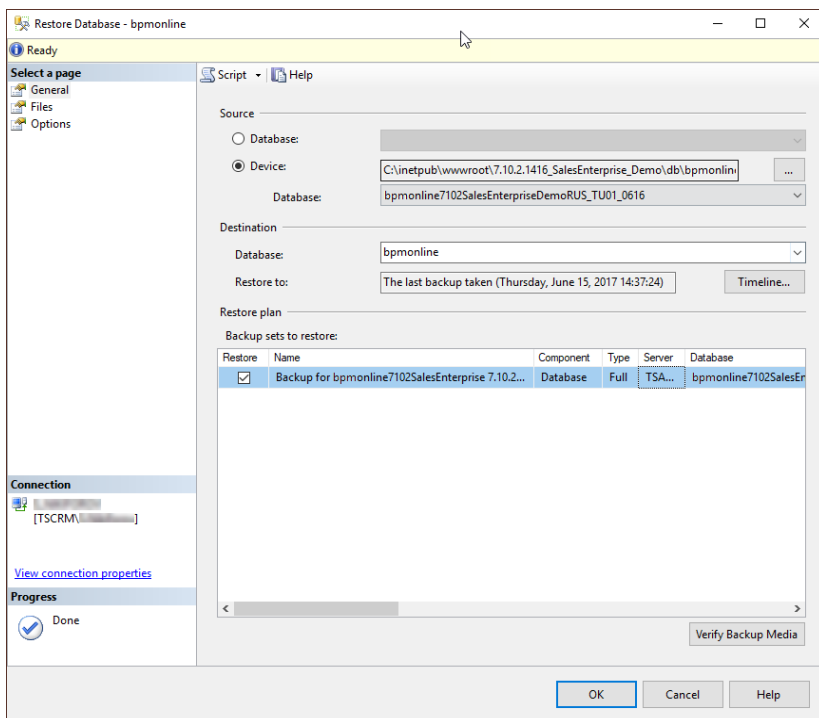 Restore Database - bpmonline
Ready
Select a page
General
Files
Options
Script Help
Source
Database:
Device: C:\inetpub\wwwroot\7.10.2.1416_SalesEnterprise_Demo\db\bpmonlin ...
Database: bpmonline7102SalesEnterpriseDemoRUS_TU01_0616
Destination
Database: bpmonline
Restore to: The last backup taken (Thursday, June 15, 2017 14:37:24) Timeline...
Restore plan
Backup sets to restore:
Restore Name Component Type Server Database
Backup for bpmonline7102SalesEnterprise 7.10.2... Database Full TSA... bpmonline7102SalesEr
Connection
[TSCRM\ ]
View connection properties
Progress
Done
Verify Backup Media
OK Cancel Help